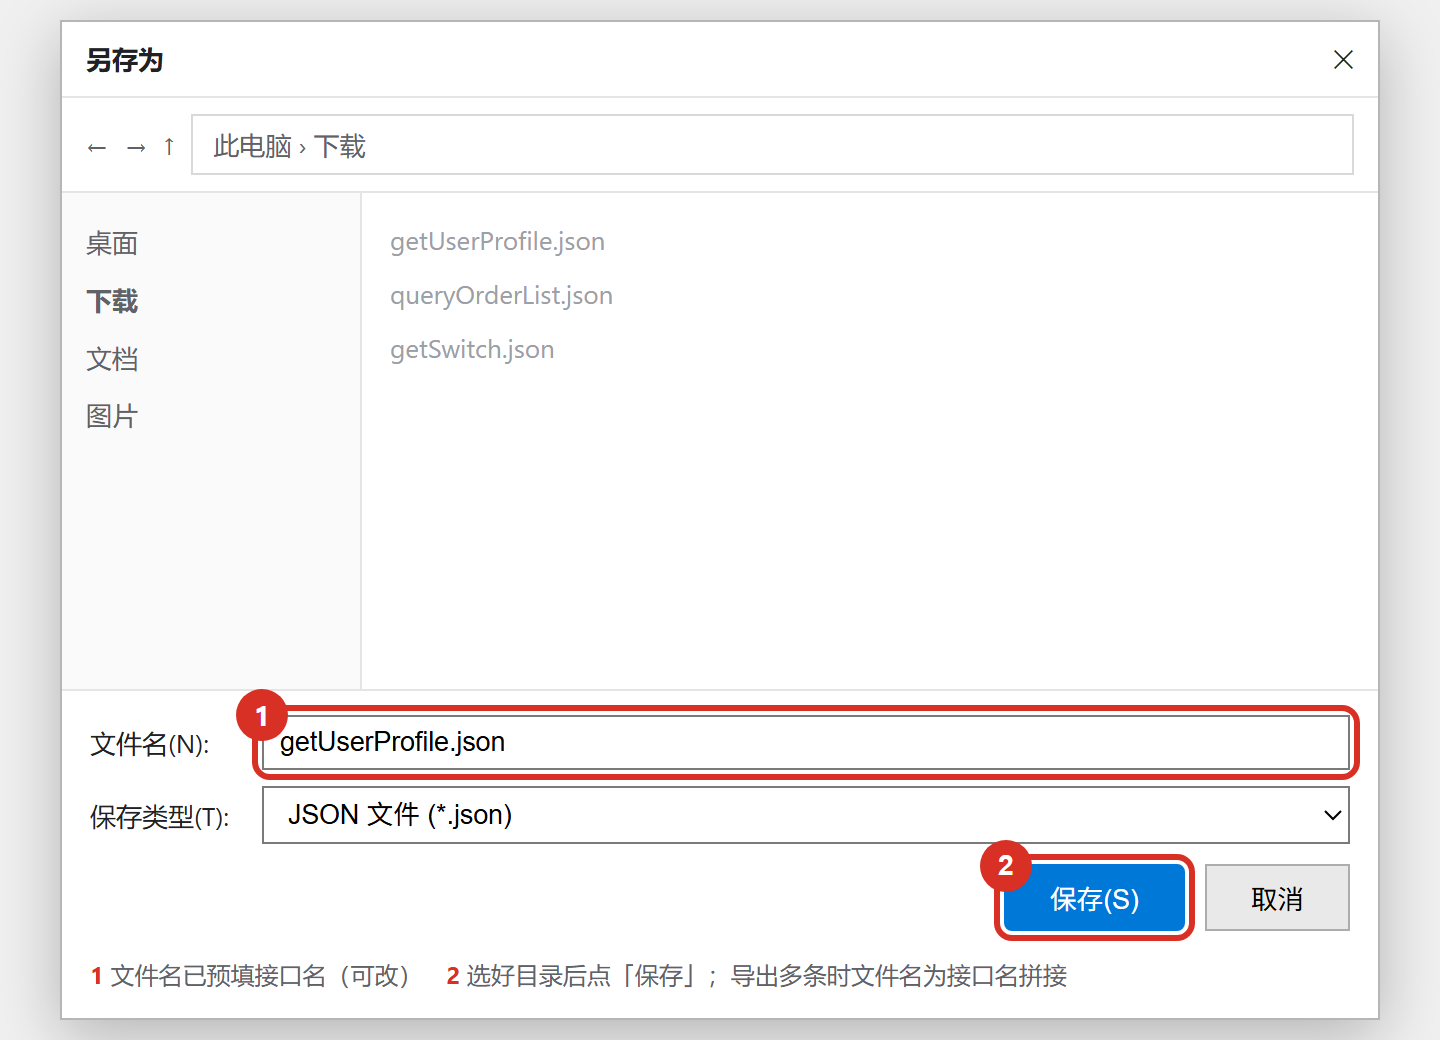 另存为
← → ↑ 此电脑 › 下载
桌面
下载
文档
图片
getUserProfile.json
queryOrderList.json
getSwitch.json
1
文件名(N): getUserProfile.json
保存类型(T): JSON 文件 (*.json)
2
保存(S) 取消
1 文件名已预填接口名（可改） 2 选好目录后点「保存」；导出多条时文件名为接口名拼接